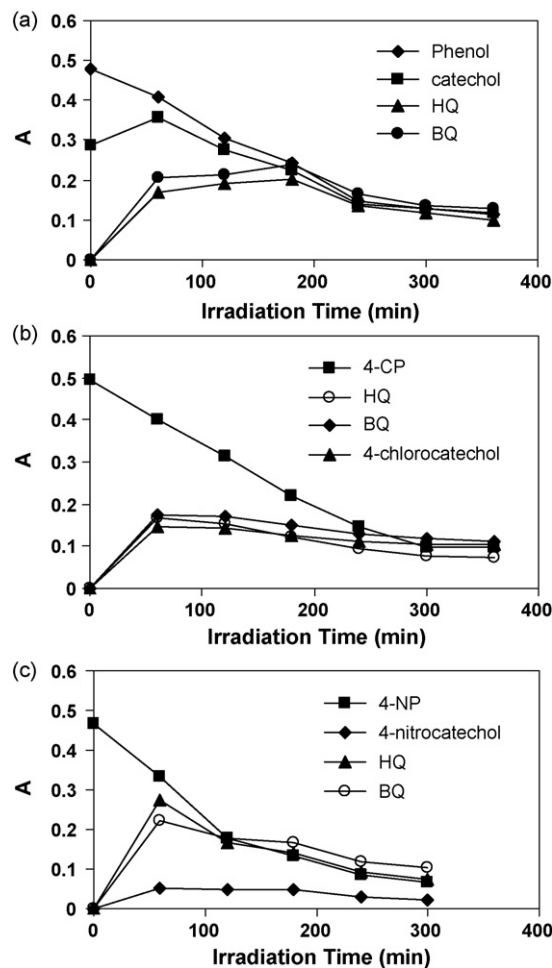 (a)
0.6
0.5
0.4
0.3
0.2
0.1
0
A
Phenol
catechol
HQ
BQ
0 100 200 300 400
Irradiation Time (min)
(b)
0.6
0.5
0.4
0.3
0.2
0.1
0
A
4-CP
HQ
BQ
4-chlorocatechol
0 100 200 300 400
Irradiation Time (min)
(c)
0.6
0.5
0.4
0.3
0.2
0.1
0
A
4-NP
4-nitrocatechol
HQ
BQ
0 100 200 300 400
Irradiation Time (min)